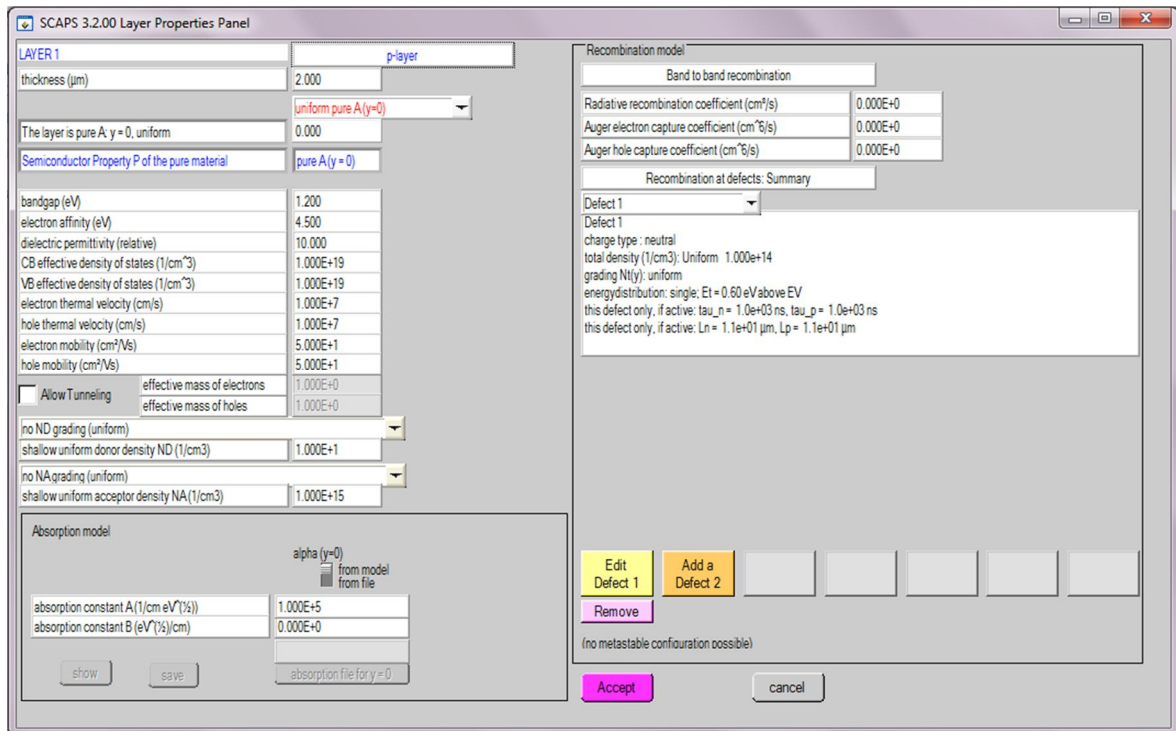 SCAPS 3.2.00 Layer Properties Panel
LAYER 1 p-layer
thickness (µm) 2.000
uniform pure A (y=0)
The layer is pure A: y = 0, uniform 0.000
Semiconductor Property P of the pure material pure A (y = 0)
bandgap (eV) 1.200
electron affinity (eV) 4.500
dielectric permittivity (relative) 10.000
CB effective density of states (1/cm^3) 1.000E+19
VB effective density of states (1/cm^3) 1.000E+19
electron thermal velocity (cm/s) 1.000E+7
hole thermal velocity (cm/s) 1.000E+7
electron mobility (cm²/Vs) 5.000E+1
hole mobility (cm²/Vs) 5.000E+1
Allow Tunneling
effective mass of electrons 1.000E+0
effective mass of holes 1.000E+0
no ND grading (uniform)
shallow uniform donor density ND (1/cm3) 1.000E+1
no NA grading (uniform)
shallow uniform acceptor density NA (1/cm3) 1.000E+15
Absorption model
alpha (y=0)
from model
from file
absorption constant A (1/cm eV^(½)) 1.000E+5
absorption constant B (eV^(½)/cm) 0.000E+0
show save absorption file for y = 0
Recombination model
Band to band recombination
Radiative recombination coefficient (cm³/s) 0.000E+0
Auger electron capture coefficient (cm^6/s) 0.000E+0
Auger hole capture coefficient (cm^6/s) 0.000E+0
Recombination at defects: Summary
Defect 1
Defect 1
charge type : neutral
total density (1/cm3): Uniform 1.000e+14
grading Nt(y): uniform
energydistribution: single; Et = 0.60 eV above EV
this defect only, if active: tau_n = 1.0e+03 ns, tau_p = 1.0e+03 ns
this defect only, if active: Ln = 1.1e+01 µm, Lp = 1.1e+01 µm
Edit
Defect 1
Add a
Defect 2
Remove
(no metastable configuration possible)
Accept cancel